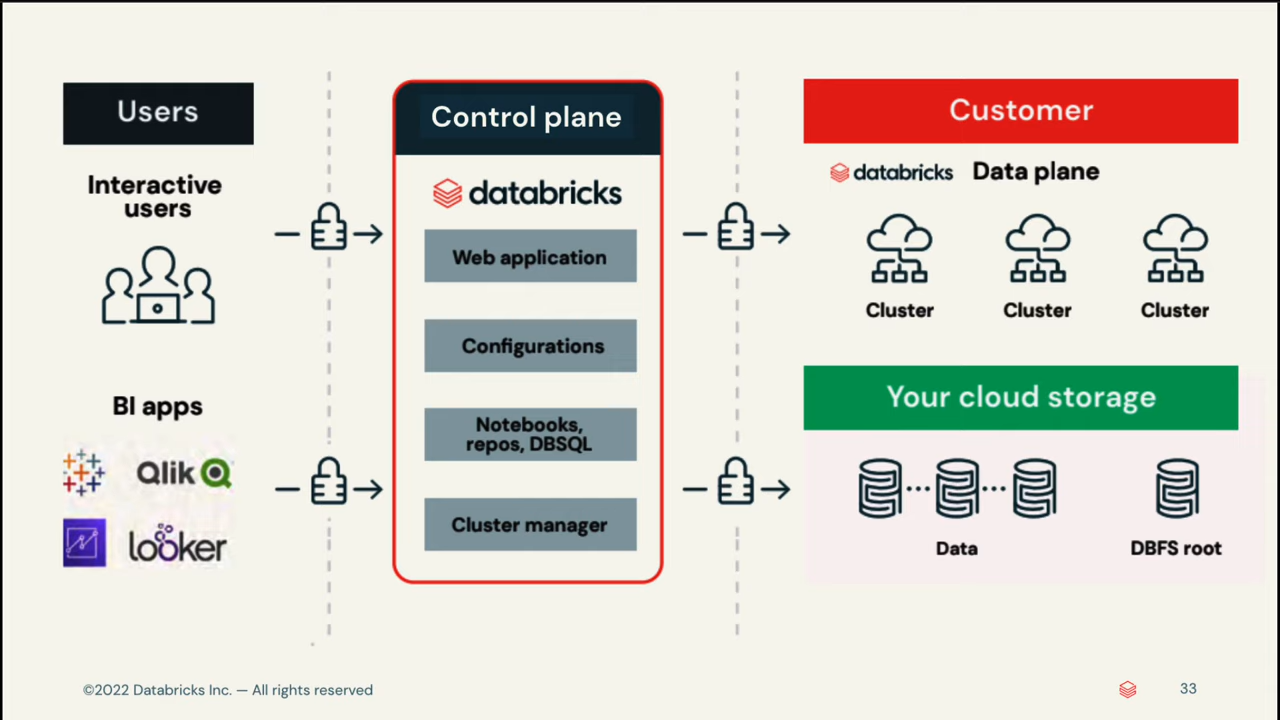 Users
Interactive
users
BI apps
Qlik
looker
Control plane
databricks
Web application
Configurations
Notebooks,
repos, DBSQL
Cluster manager
Customer
databricks Data plane
Cluster Cluster Cluster
Your cloud storage
Data DBFS root
©2022 Databricks Inc. — All rights reserved
33